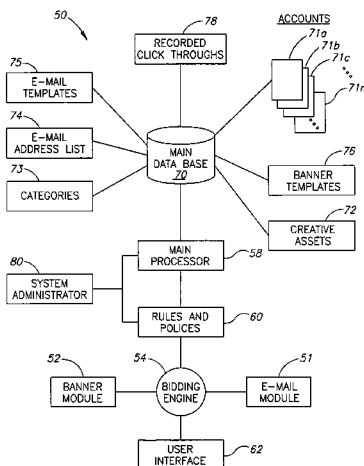 50
78
RECORDED
CLICK THROUGHS
ACCOUNTS
71a
71b
71c
71n
75
E-MAIL
TEMPLATES
74
E-MAIL
ADDRESS LIST
73
CATEGORIES
MAIN
DATA BASE
70
76
BANNER
TEMPLATES
72
CREATIVE
ASSETS
MAIN
PROCESSOR
58
80
SYSTEM
ADMINISTRATOR
RULES AND
POLICES
60
54
52
BANNER
MODULE
BIDDING
ENGINE
51
E-MAIL
MODULE
USER
INTERFACE
62